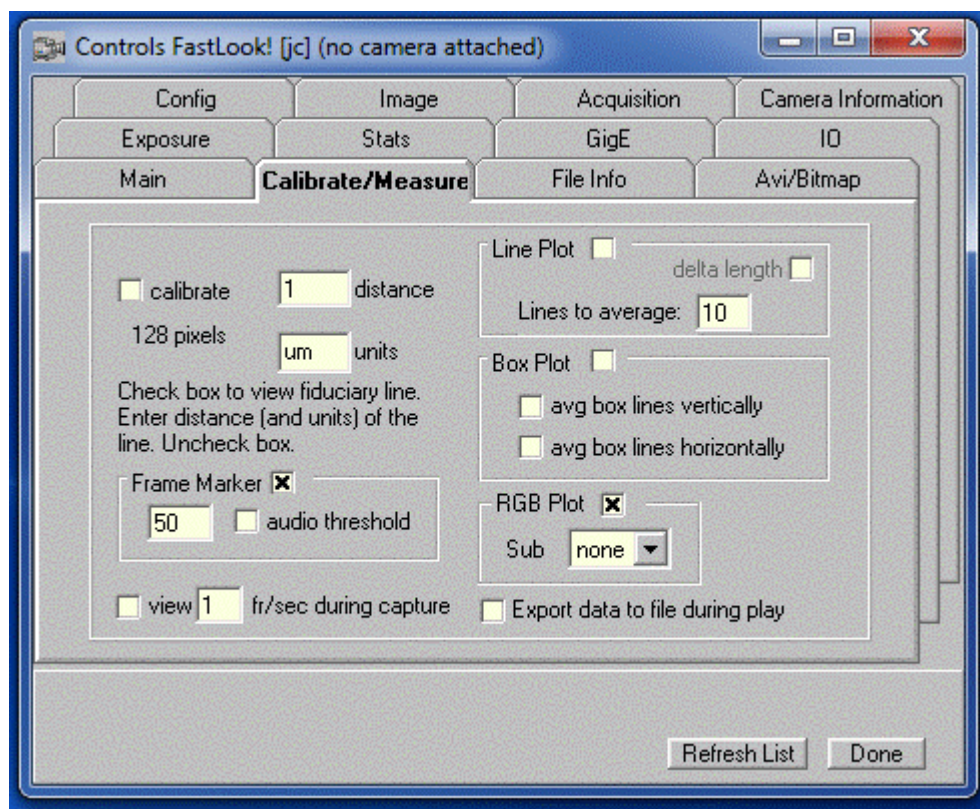 Controls FastLook! [jc] (no camera attached)
Config Image Acquisition Camera Information
Exposure Stats GigE IO
Main Calibrate/Measure File Info Avi/Bitmap
calibrate 1 distance
128 pixels
um units
Check box to view fiduciary line.
Enter distance (and units) of the
line. Uncheck box.
Frame Marker
50 audio threshold
view 1 fr/sec during capture
Line Plot
delta length
Lines to average: 10
Box Plot
avg box lines vertically
avg box lines horizontally
RGB Plot
Sub none
Export data to file during play
Refresh List Done